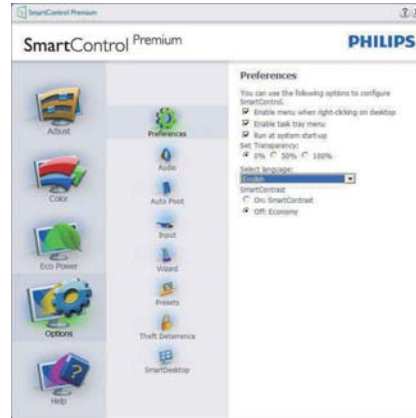 SmartControl Premium
SmartControl Premium
PHILIPS
Adjust
Color
Eco Power
Options
Help
Preferences
Audio
Auto Pivot
Input
Wizard
Presets
Theft Deterrence
SmartDesktop
Preferences
You can use the following options to configure
SmartControl.
Enable menu when right-clicking on desktop
Enable task tray menu
Run at system start-up
Set Transparency:
0% 50% 100%
Select language:
English
SmartContrast
On: SmartContrast
Off: Economy